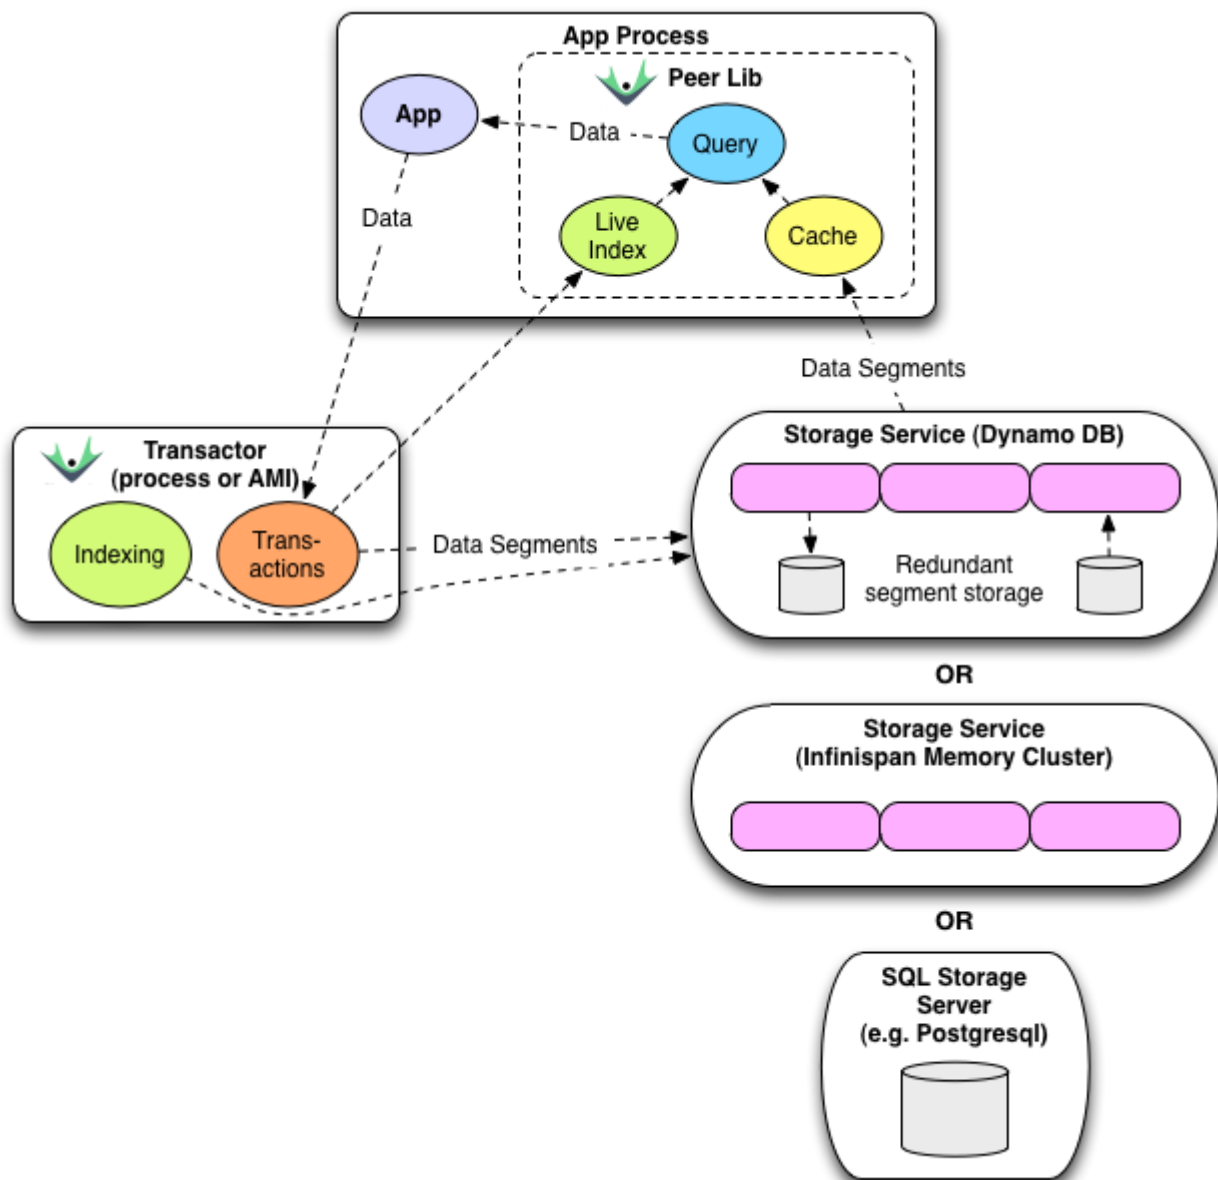 App Process
Peer Lib
App
Data
Query
Data
Live
Index
Cache
Data Segments
Transactor
(process or AMI)
Indexing
Trans-
actions
Data Segments
Storage Service (Dynamo DB)
Redundant
segment storage
OR
Storage Service
(Infinispan Memory Cluster)
OR
SQL Storage
Server
(e.g. Postgresql)